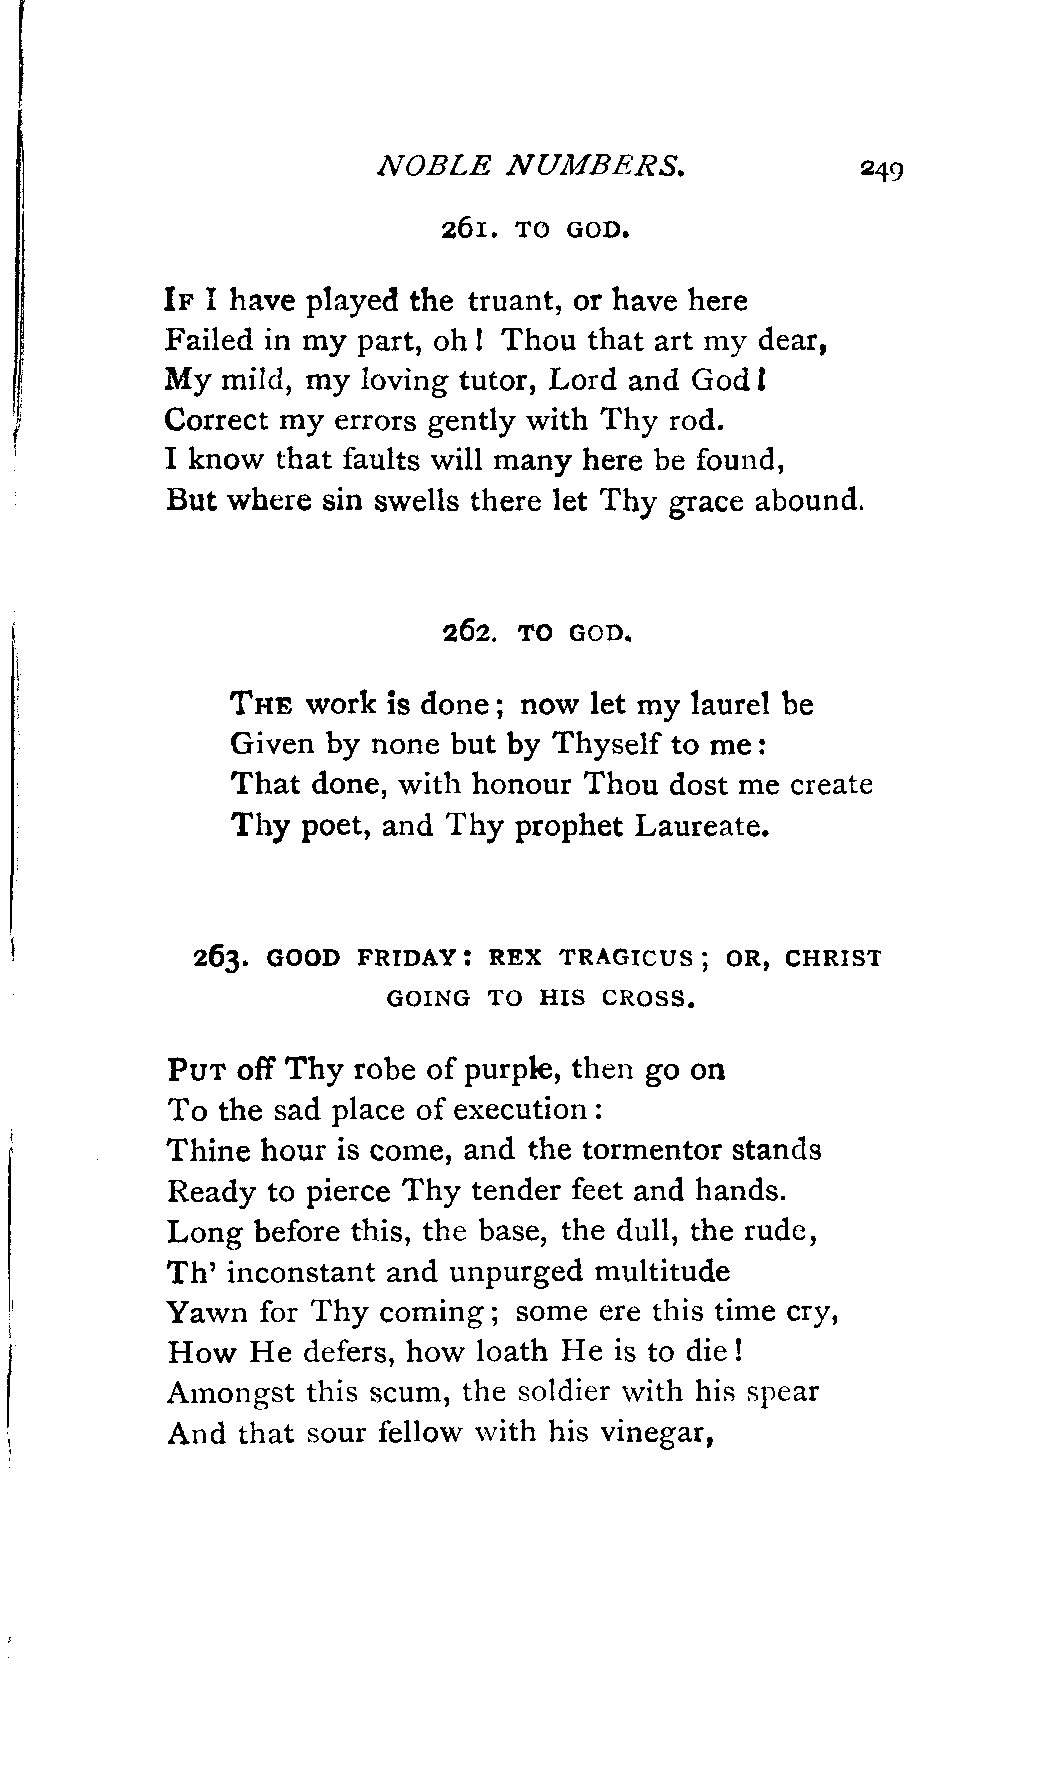 NOBLE NUMBERS. 249
261. TO GOD.
IF I have played the truant, or have here
Failed in my part, oh! Thou that art my dear,
My mild, my loving tutor, Lord and God!
Correct my errors gently with Thy rod.
I know that faults will many here be found,
But where sin swells there let Thy grace abound.
262. TO GOD.
THE work is done; now let my laurel be
Given by none but by Thyself to me:
That done, with honour Thou dost me create
Thy poet, and Thy prophet Laureate.
263. GOOD FRIDAY: REX TRAGICUS; OR, CHRIST
GOING TO HIS CROSS.
PUT off Thy robe of purple, then go on
To the sad place of execution:
Thine hour is come, and the tormentor stands
Ready to pierce Thy tender feet and hands.
Long before this, the base, the dull, the rude,
Th' inconstant and unpurged multitude
Yawn for Thy coming; some ere this time cry,
How He defers, how loath He is to die!
Amongst this scum, the soldier with his spear
And that sour fellow with his vinegar,